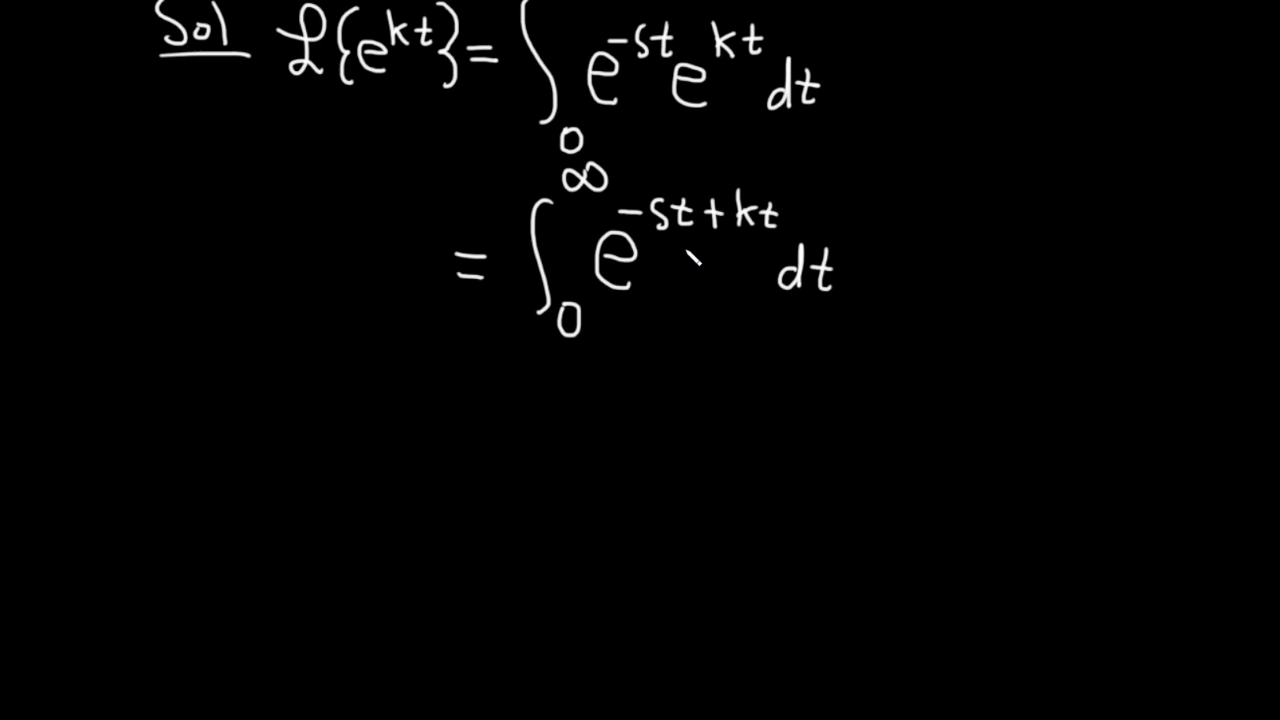 Sol ℒ{e^{kt}} = ∫_0 e^{-st} e^{kt} dt
= ∫_0^∞ e^{-st+kt} dt